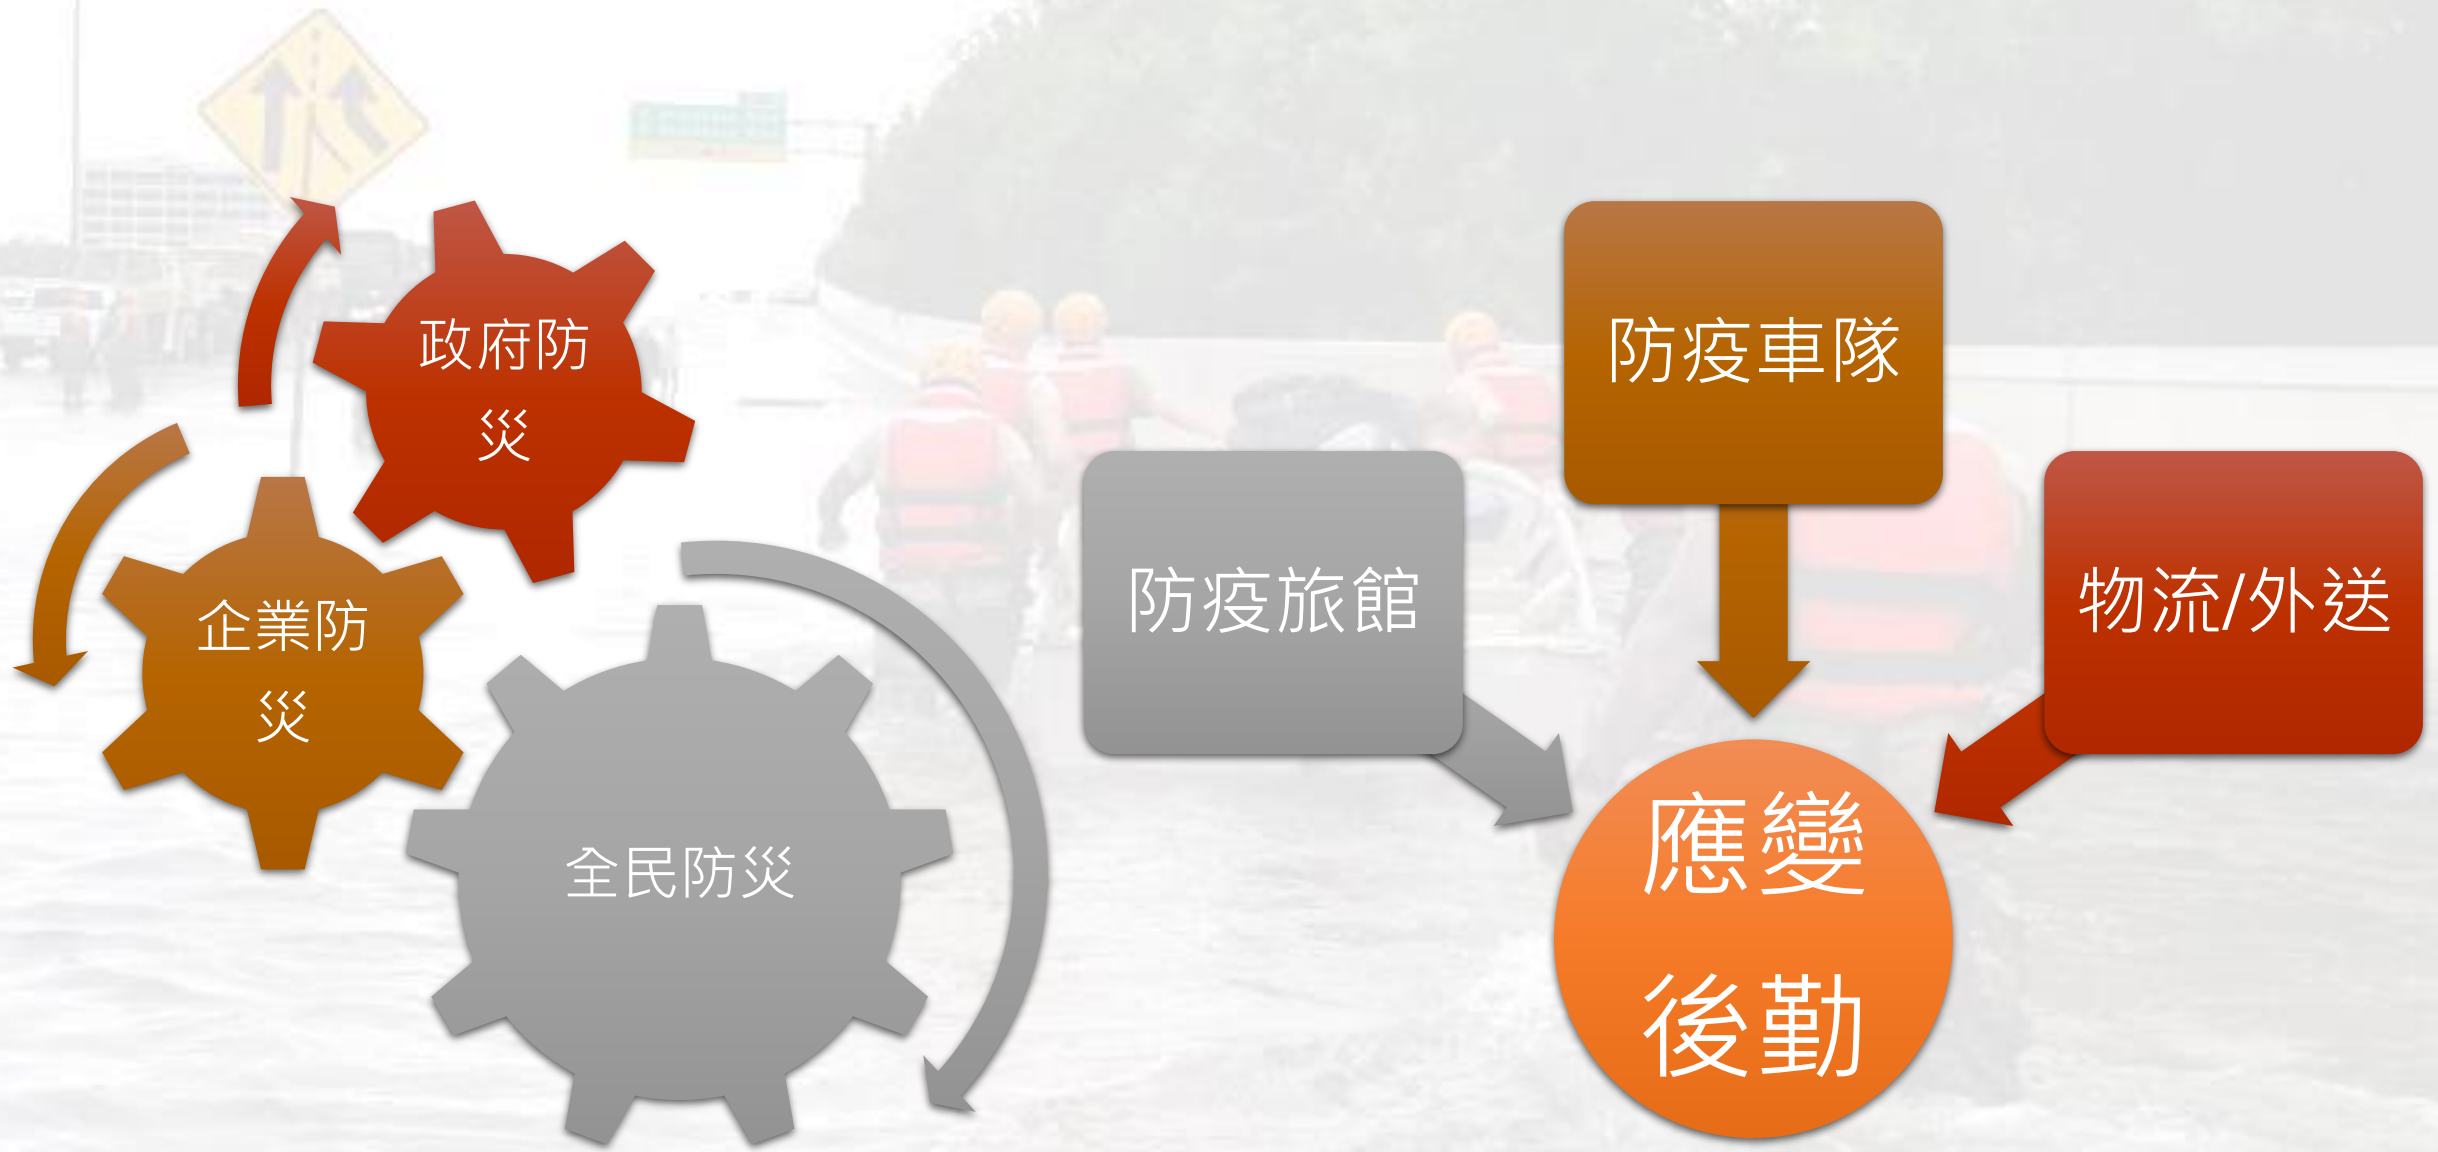 政府防
災
企業防
災
全民防災
防疫旅館
防疫車隊
物流/外送
應變
後勤